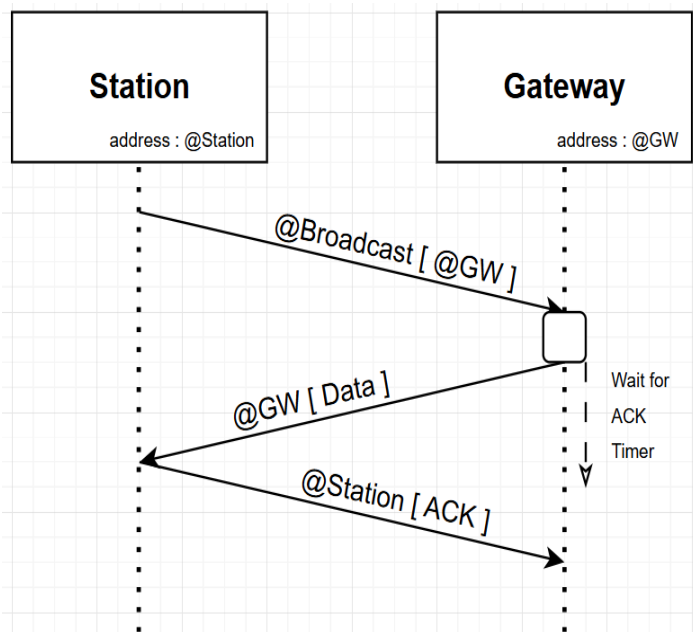 Station
address : @Station
Gateway
address : @GW
@Broadcast [ @GW ]
Wait for
ACK
Timer
@GW [ Data ]
@Station [ ACK ]